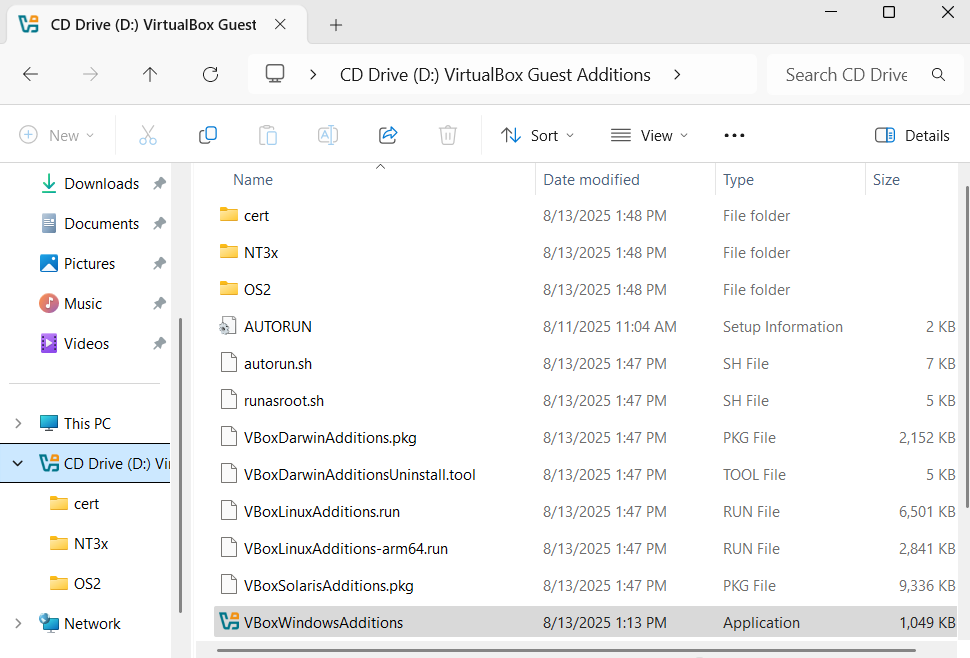 CD Drive (D:) VirtualBox Guest
CD Drive (D:) VirtualBox Guest Additions
Search CD Drive
New
Sort
View
Details
Name Date modified Type Size
Downloads
Documents
Pictures
Music
Videos
This PC
CD Drive (D:) Vi
cert
NT3x
OS2
Network
cert 8/13/2025 1:48 PM File folder
NT3x 8/13/2025 1:48 PM File folder
OS2 8/13/2025 1:48 PM File folder
AUTORUN 8/11/2025 11:04 AM Setup Information 2 KB
autorun.sh 8/13/2025 1:47 PM SH File 7 KB
runasroot.sh 8/13/2025 1:47 PM SH File 5 KB
VBoxDarwinAdditions.pkg 8/13/2025 1:47 PM PKG File 2,152 KB
VBoxDarwinAdditionsUninstall.tool 8/13/2025 1:47 PM TOOL File 5 KB
VBoxLinuxAdditions.run 8/13/2025 1:47 PM RUN File 6,501 KB
VBoxLinuxAdditions-arm64.run 8/13/2025 1:47 PM RUN File 2,841 KB
VBoxSolarisAdditions.pkg 8/13/2025 1:47 PM PKG File 9,336 KB
VBoxWindowsAdditions 8/13/2025 1:13 PM Application 1,049 KB